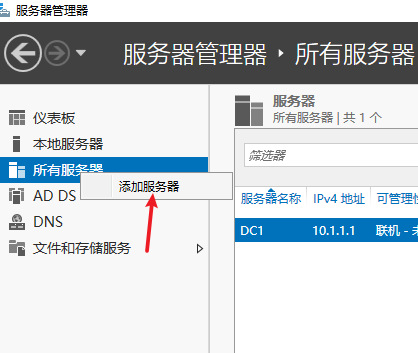 服务器管理器
服务器管理器 · 所有服务器
仪表板
本地服务器
所有服务器
添加服务器
AD DS
DNS
文件和存储服务
服务器
所有服务器 | 共 1 个
筛选器
服务器名称 IPv4 地址 可管理性
DC1 10.1.1.1 联机 -